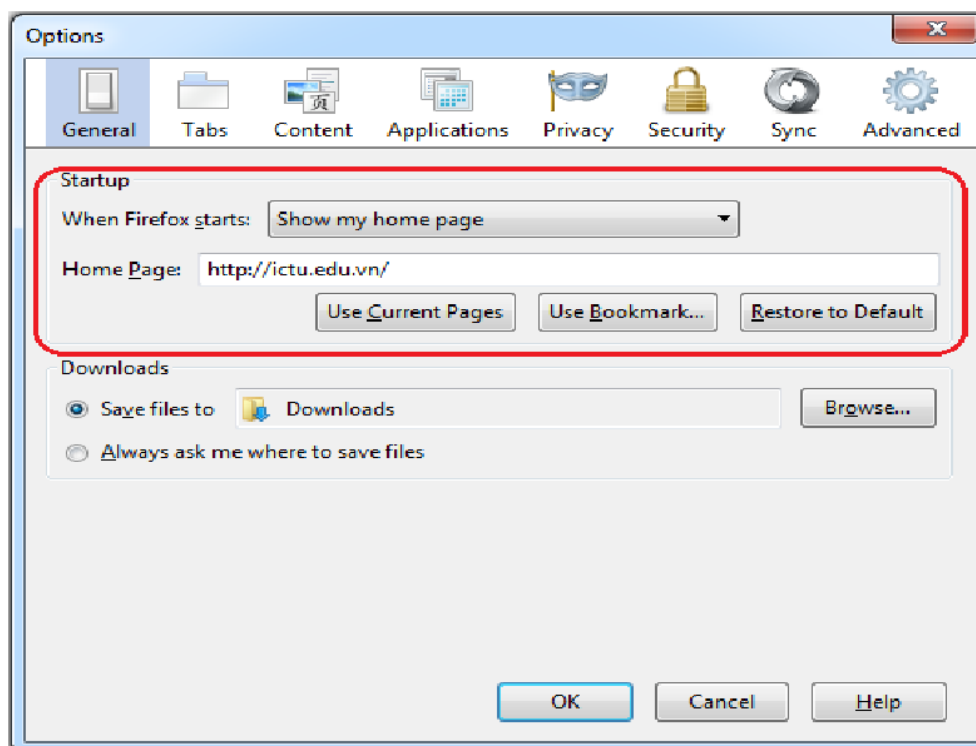 Options
General Tabs Content Applications Privacy Security Sync Advanced
Startup
When Firefox starts: Show my home page
Home Page: http://ictu.edu.vn/
Use Current Pages Use Bookmark... Restore to Default
Downloads
Save files to Downloads Browse...
Always ask me where to save files
OK Cancel Help